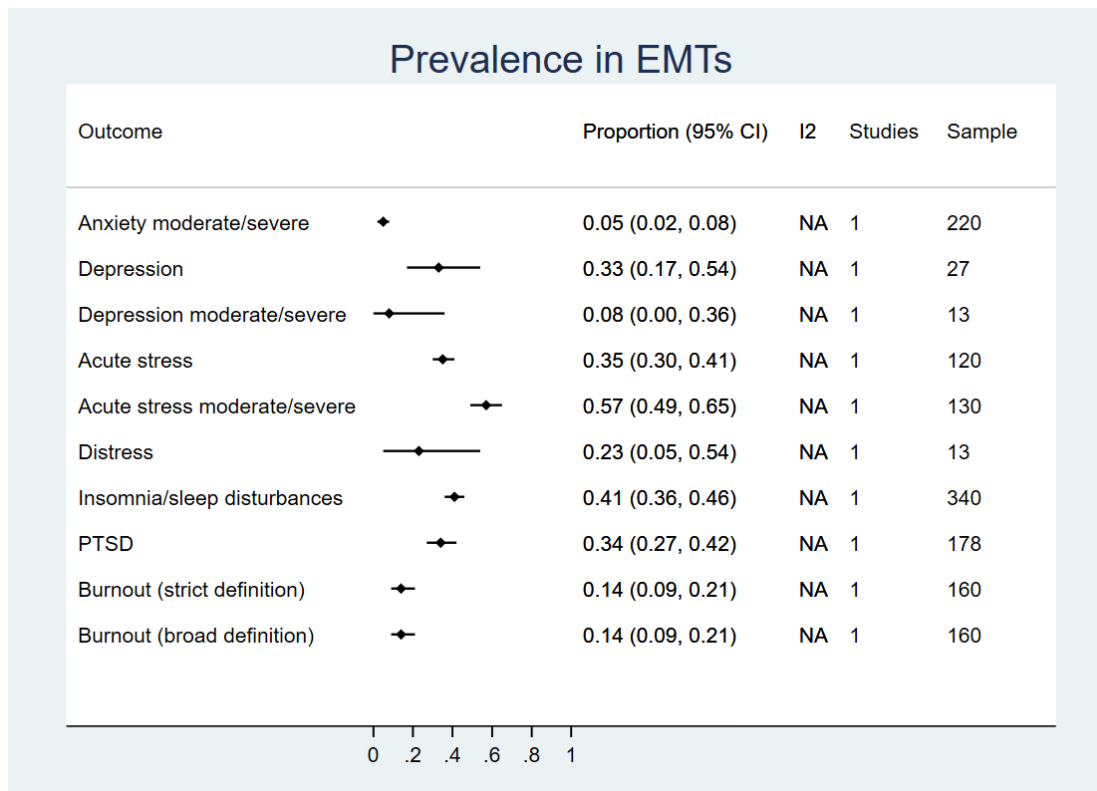 Prevalence in EMTs
Outcome Proportion (95% CI) I2 Studies Sample
Anxiety moderate/severe 0.05 (0.02, 0.08) NA 1 220
Depression 0.33 (0.17, 0.54) NA 1 27
Depression moderate/severe 0.08 (0.00, 0.36) NA 1 13
Acute stress 0.35 (0.30, 0.41) NA 1 120
Acute stress moderate/severe 0.57 (0.49, 0.65) NA 1 130
Distress 0.23 (0.05, 0.54) NA 1 13
Insomnia/sleep disturbances 0.41 (0.36, 0.46) NA 1 340
PTSD 0.34 (0.27, 0.42) NA 1 178
Burnout (strict definition) 0.14 (0.09, 0.21) NA 1 160
Burnout (broad definition) 0.14 (0.09, 0.21) NA 1 160
0 .2 .4 .6 .8 1